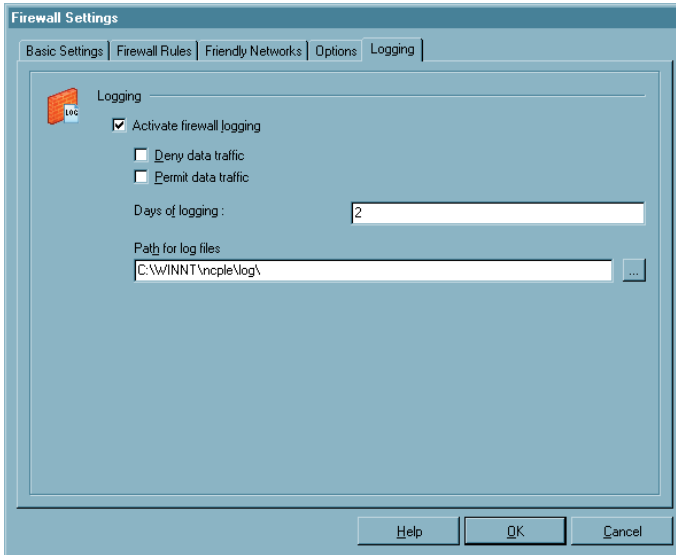 Firewall Settings
Basic Settings Firewall Rules Friendly Networks Options Logging
Logging
LOG
Activate firewall logging
Deny data traffic
Permit data traffic
Days of logging : 2
Path for log files
C:\WINNT\ncple\log\ ...
Help OK Cancel